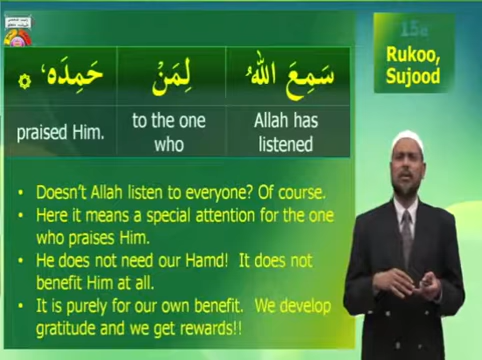 15a
Rukoo,
Sujood
سَمِعَ اللهُ لِمَنْ حَمِدَه،
Allah has listened
to the one who
praised Him.
• Doesn't Allah listen to everyone? Of course.
• Here it means a special attention for the one
who praises Him.
• He does not need our Hamd! It does not
benefit Him at all.
• It is purely for our own benefit. We develop
gratitude and we get rewards!!